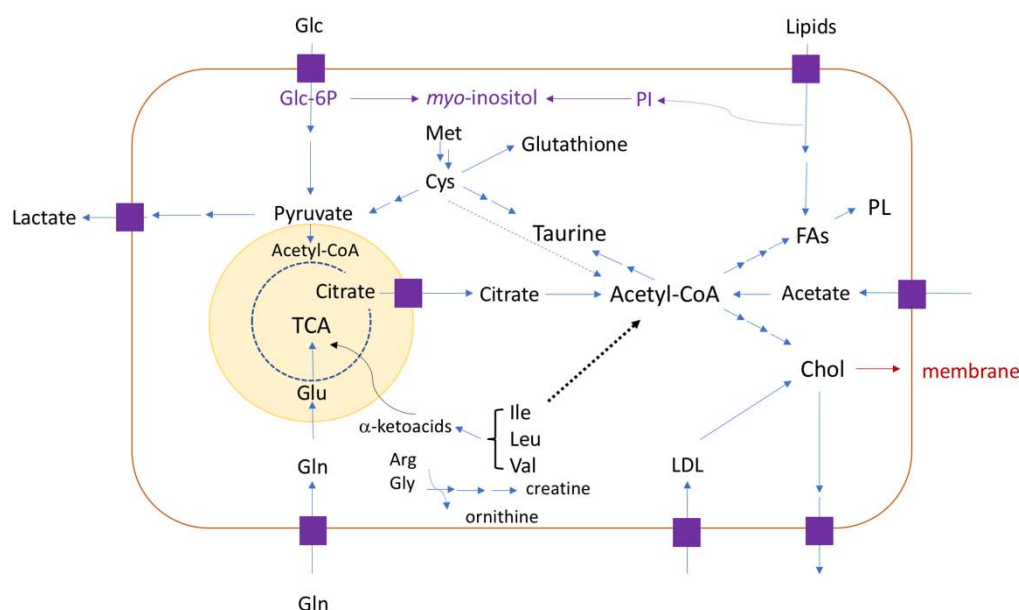 Glc
Lipids
Glc-6P
myo-inositol
PI
Met
Glutathione
Cys
Lactate
Pyruvate
Taurine
FAs
PL
Acetyl-CoA
Citrate
Citrate
Acetyl-CoA
Acetate
TCA
Chol
membrane
Glu
α-ketoacids
Ile
Leu
Val
Gln
Arg
Gly
creatine
ornithine
LDL
Gln